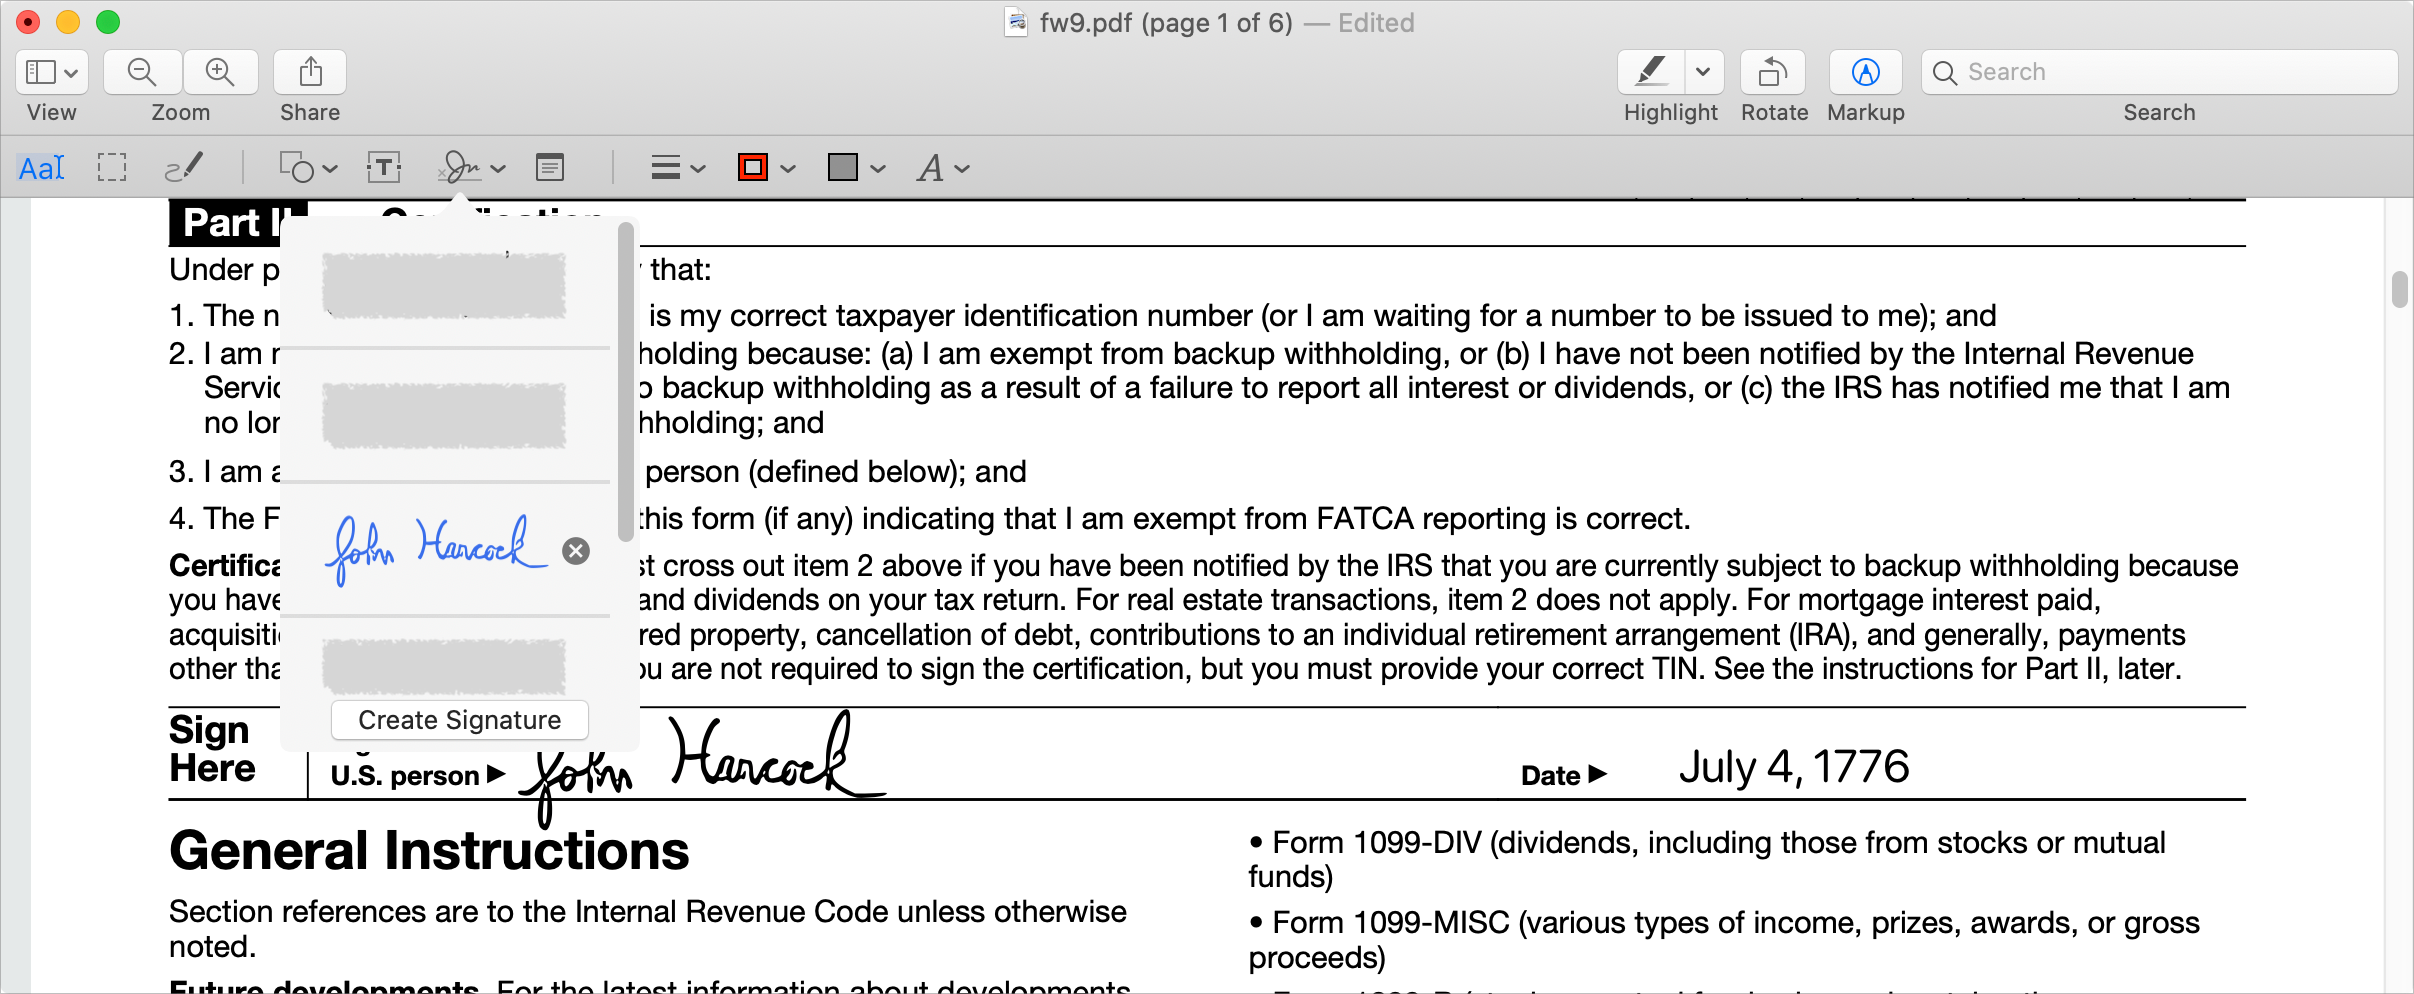 fw9.pdf (page 1 of 6) — Edited
View Zoom Share Highlight Rotate Markup Search
Search
Aa T A
Part
Under that:
1. The is my correct taxpayer identification number (or I am waiting for a number to be issued to me); and
2. I am because: (a) I am exempt from backup withholding, or (b) I have not been notified by the Internal Revenue
backup withholding as a result of a failure to report all interest or dividends, or (c) the IRS has notified me that I am
no and
3. I am person (defined below); and
4. The this form (if any) indicating that I am exempt from FATCA reporting is correct.
cross out item 2 above if you have been notified by the IRS that you are currently subject to backup withholding because
you have and dividends on your tax return. For real estate transactions, item 2 does not apply. For mortgage interest paid,
property, cancellation of debt, contributions to an individual retirement arrangement (IRA), and generally, payments
other are not required to sign the certification, but you must provide your correct TIN. See the instructions for Part II, later.
John Hancock
Create Signature
Sign
Here
U.S. person ▶ John Hancock Date ▶ July 4, 1776
General Instructions
Section references are to the Internal Revenue Code unless otherwise
noted.
Future developments. For the latest information about developments
• Form 1099-DIV (dividends, including those from stocks or mutual
funds)
• Form 1099-MISC (various types of income, prizes, awards, or gross
proceeds)